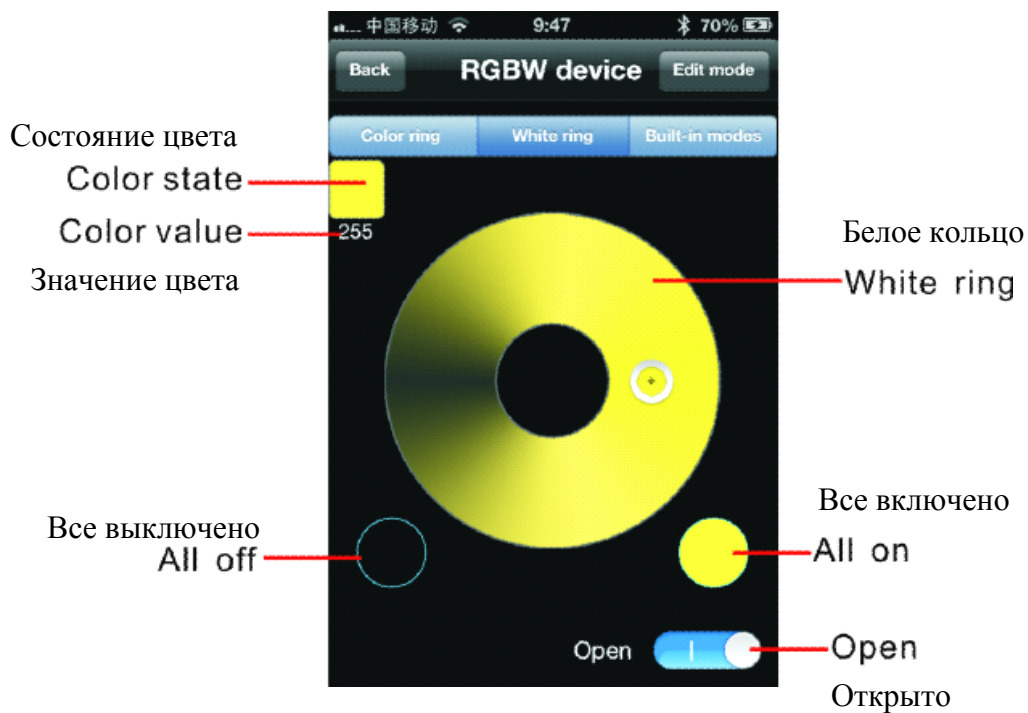 中国移动 9:47 70%
Back RGBW device Edit mode
Color ring White ring Built-in modes
Состояние цвета
Color state
Color value
255
Значение цвета
Белое кольцо
White ring
Все выключено
All off
Все включено
All on
Open
Open
Открыто